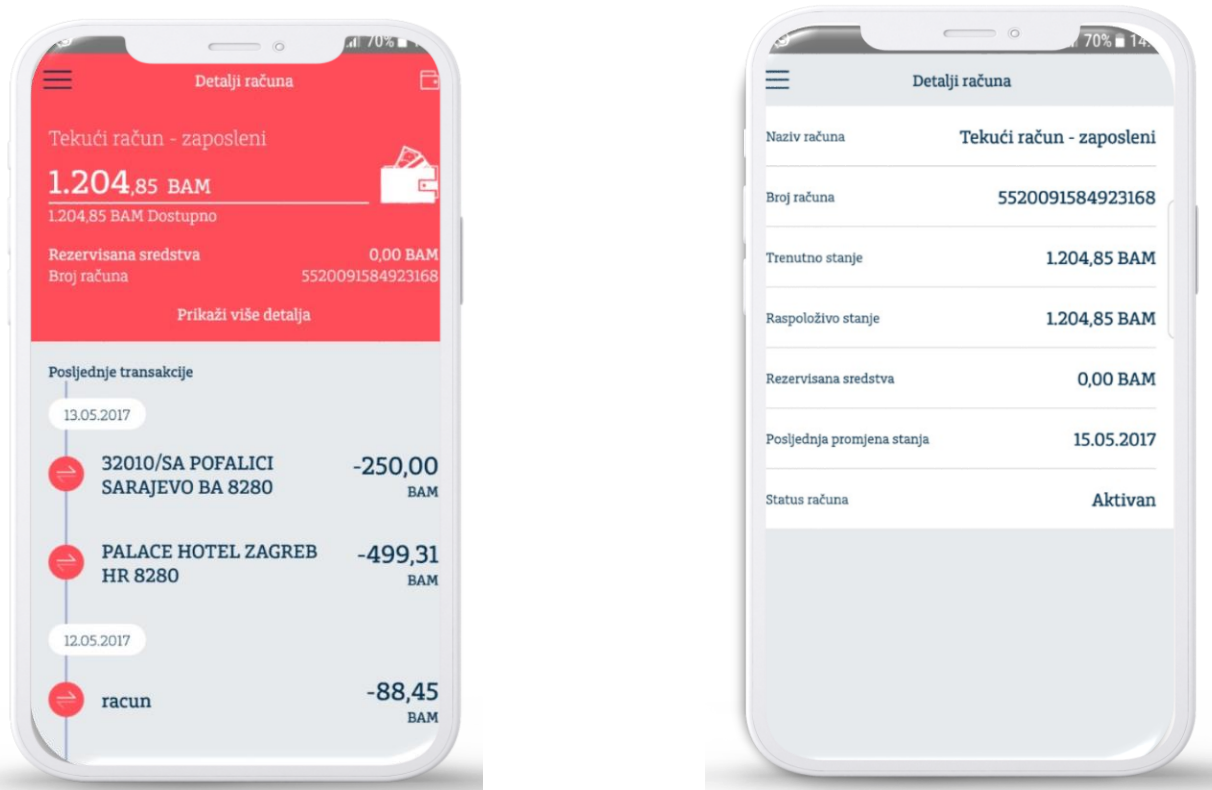 70%
Detalji računa
Tekući račun - zaposleni
1.204,85 BAM
1.204,85 BAM Dostupno
Rezervisana sredstva 0,00 BAM
Broj računa 5520091584923168
Prikaži više detalja
Posljednje transakcije
13.05.2017
32010/SA POFALICI -250,00
SARAJEVO BA 8280 BAM
PALACE HOTEL ZAGREB -499,31
HR 8280 BAM
12.05.2017
racun -88,45
BAM
70% 14
Detalji računa
Naziv računa Tekući račun - zaposleni
Broj računa 5520091584923168
Trenutno stanje 1.204,85 BAM
Raspoloživo stanje 1.204,85 BAM
Rezervisana sredstva 0,00 BAM
Posljednja promjena stanja 15.05.2017
Status računa Aktivan